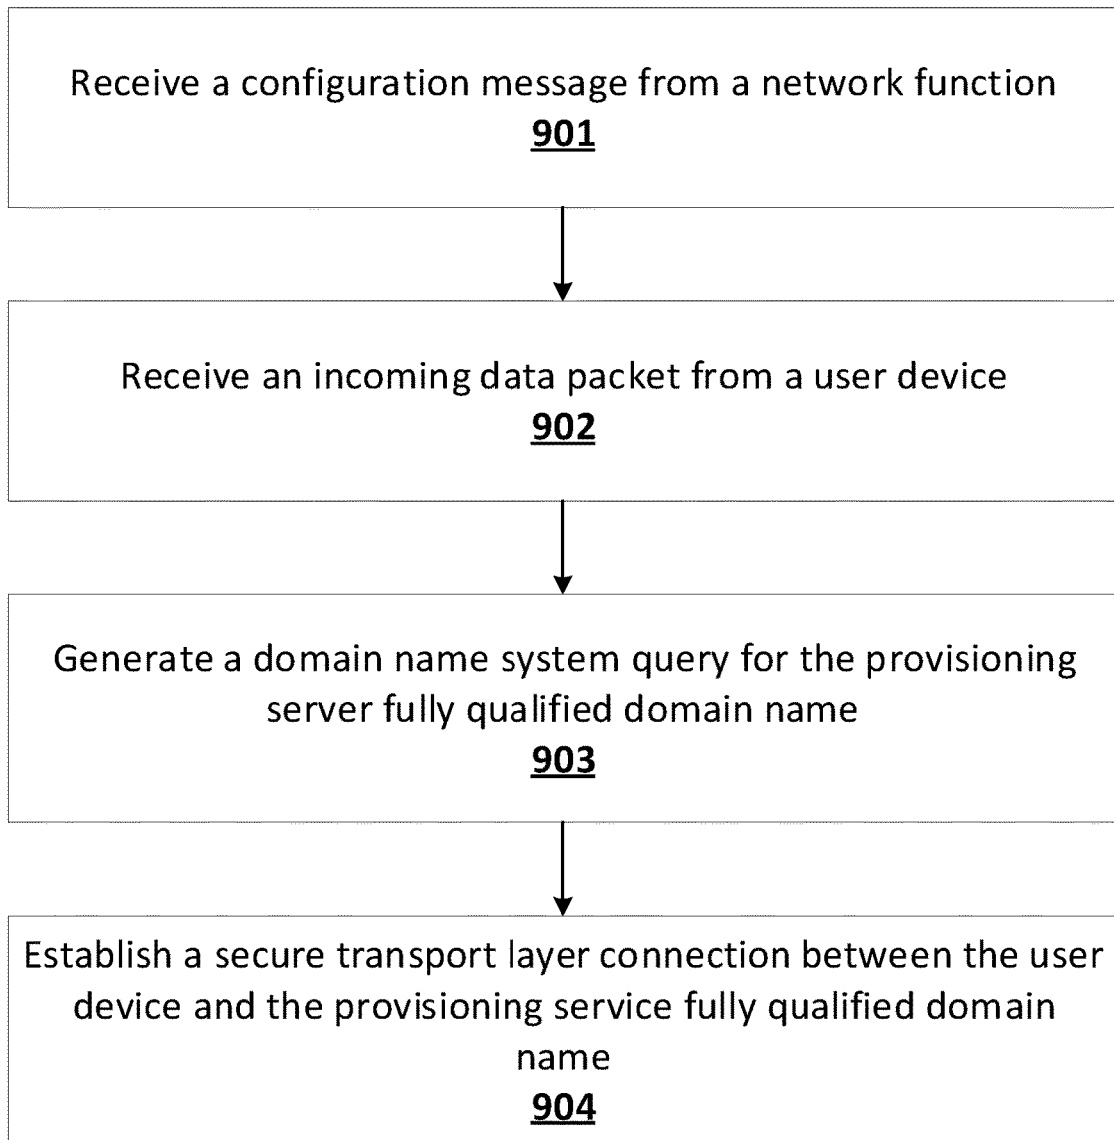 Receive a configuration message from a network function
901
Receive an incoming data packet from a user device
902
Generate a domain name system query for the provisioning
server fully qualified domain name
903
Establish a secure transport layer connection between the user
device and the provisioning service fully qualified domain
name
904